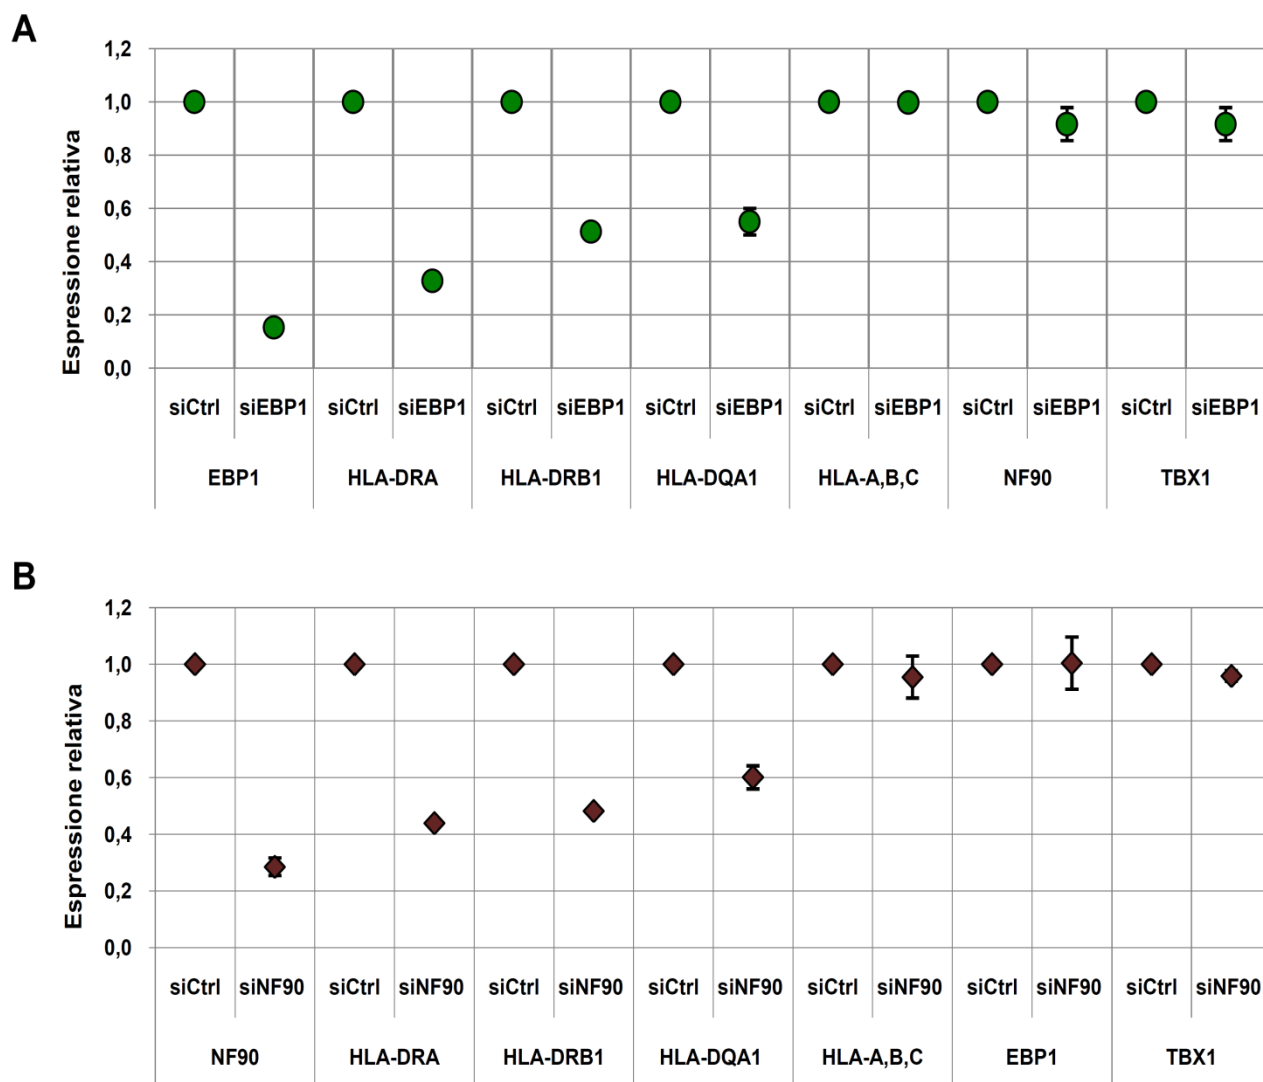 A
1,2
1,0
0,8
0,6
0,4
0,2
0,0
Espressione relativa
siCtrl siEBP1 siCtrl siEBP1 siCtrl siEBP1 siCtrl siEBP1 siCtrl siEBP1 siCtrl siEBP1 siCtrl siEBP1
EBP1 HLA-DRA HLA-DRB1 HLA-DQA1 HLA-A,B,C NF90 TBX1
B
1,2
1,0
0,8
0,6
0,4
0,2
0,0
Espressione relativa
siCtrl siNF90 siCtrl siNF90 siCtrl siNF90 siCtrl siNF90 siCtrl siNF90 siCtrl siNF90 siCtrl siNF90
NF90 HLA-DRA HLA-DRB1 HLA-DQA1 HLA-A,B,C EBP1 TBX1